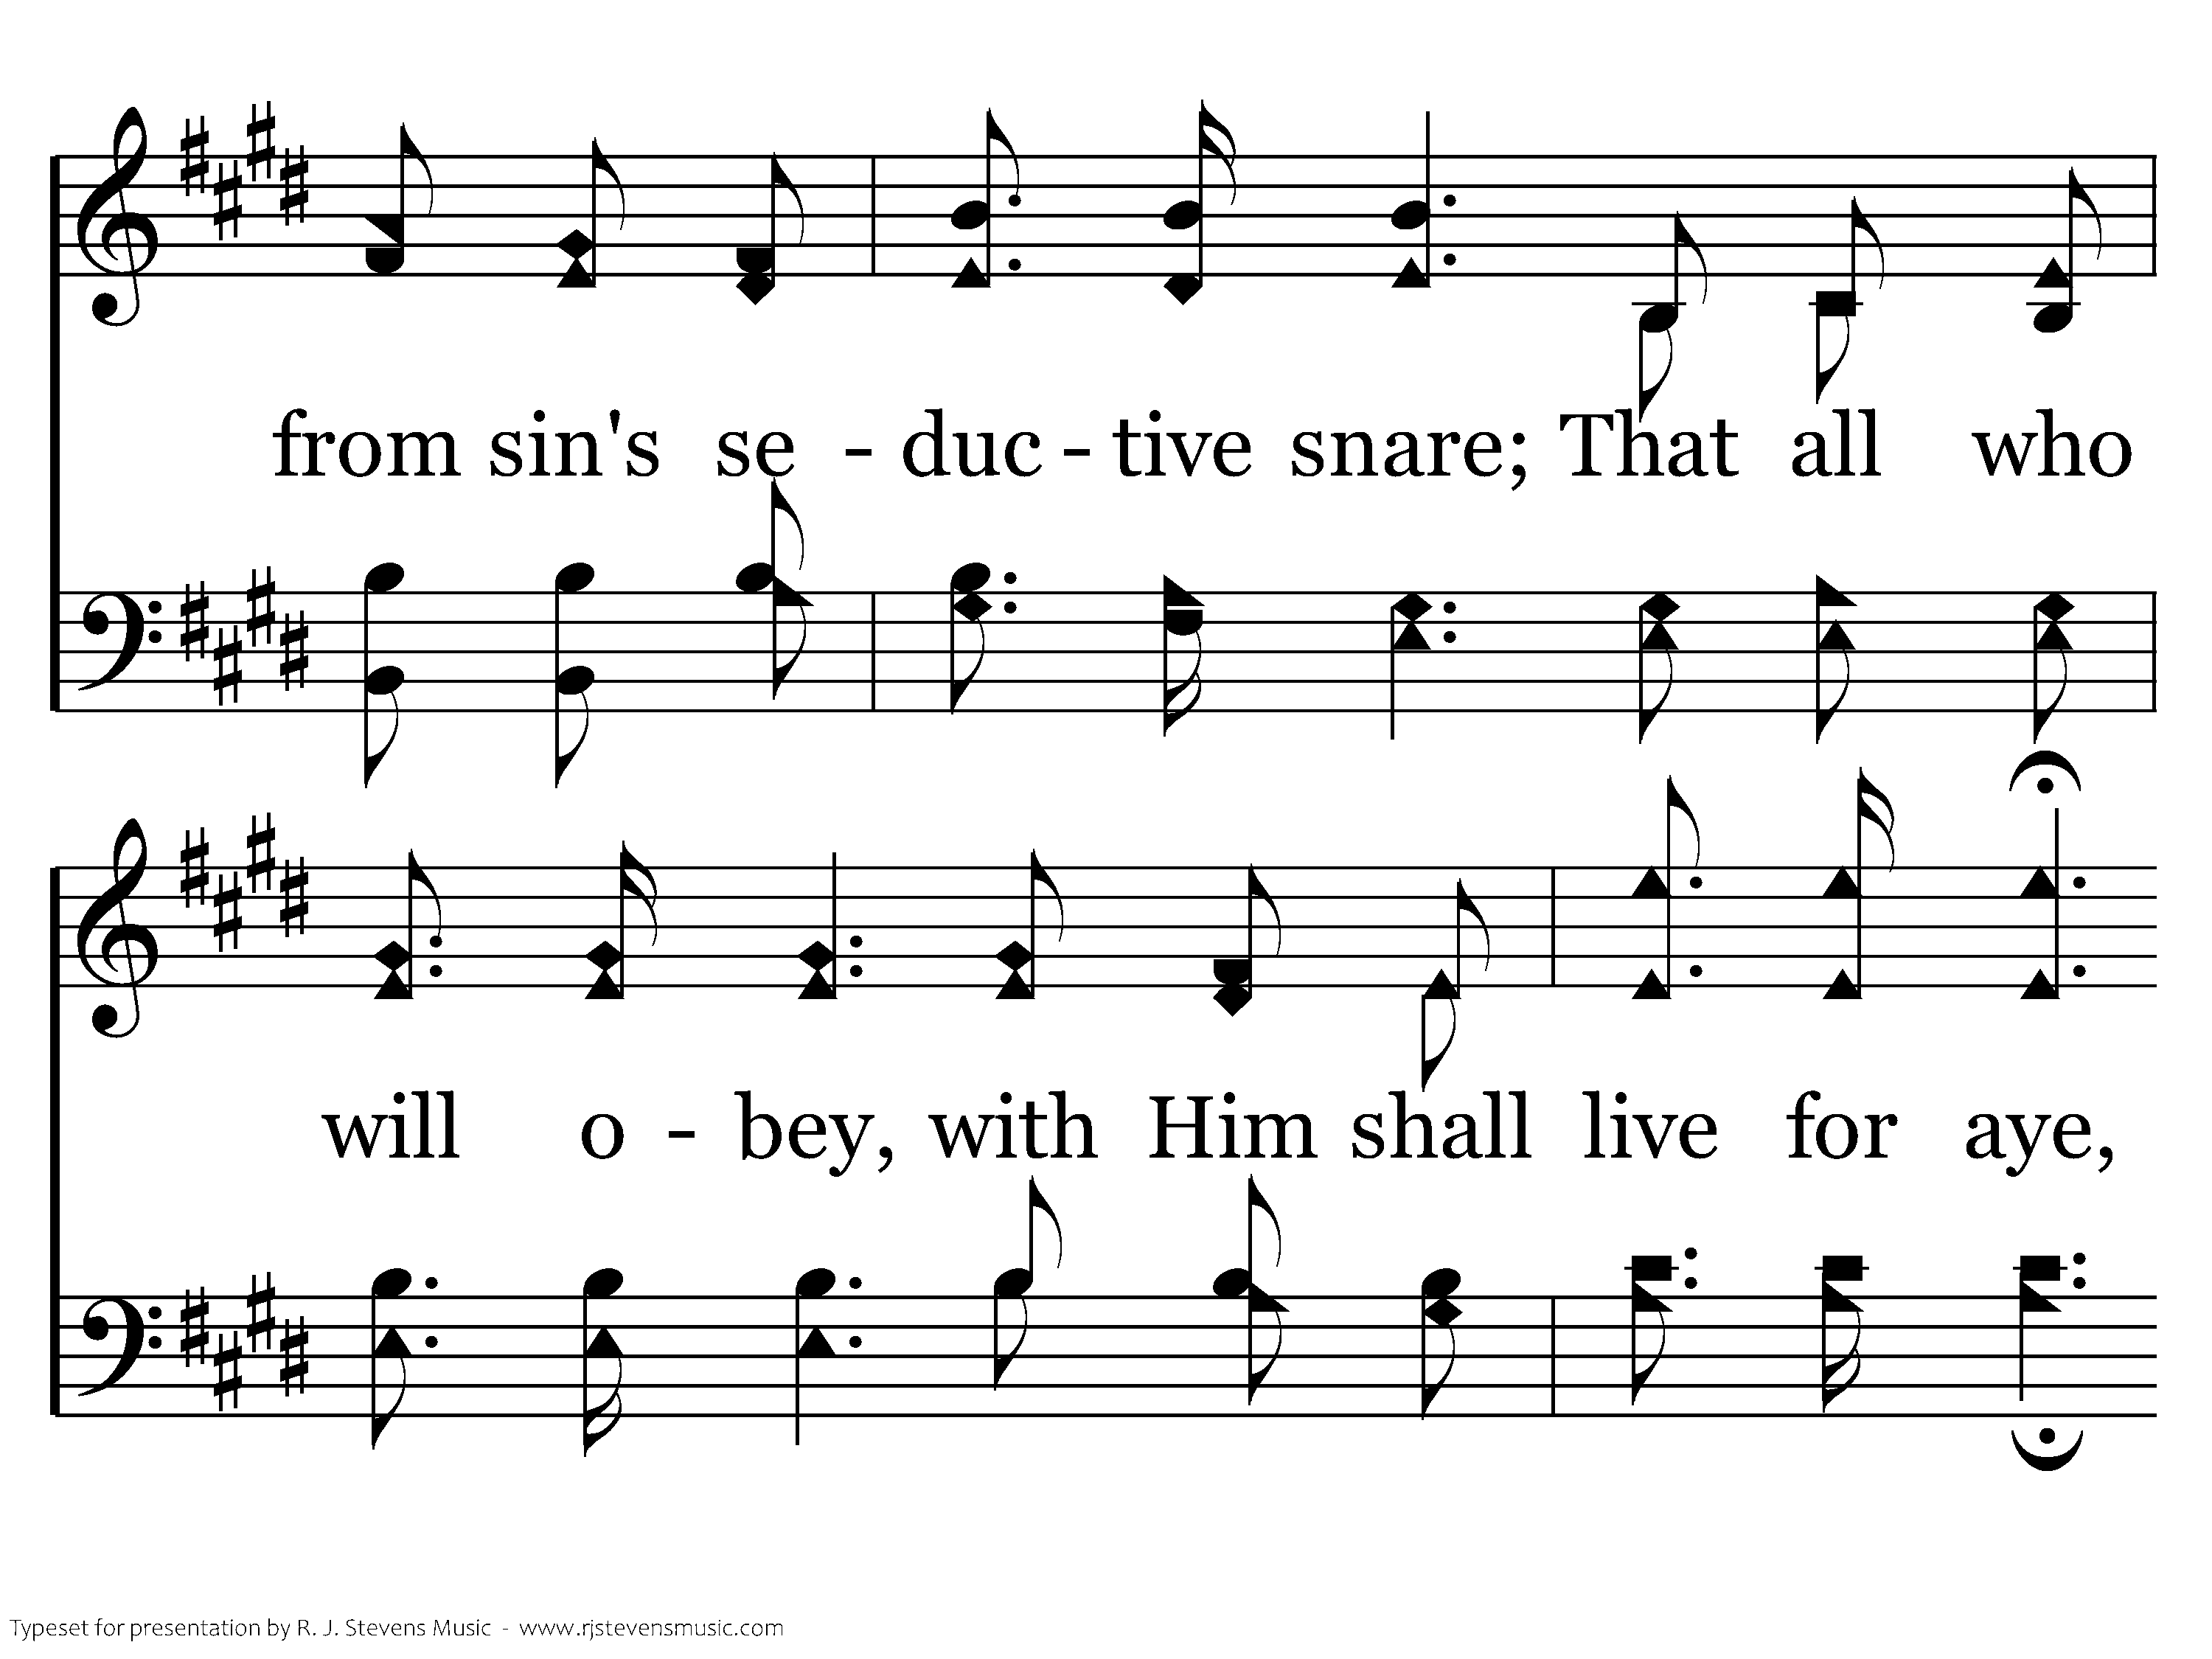 from sin's se - duc - tive snare; That all who
will o - bey, with Him shall live for aye,
Typeset for presentation by R. J. Stevens Music - www.rjstevensmusic.com